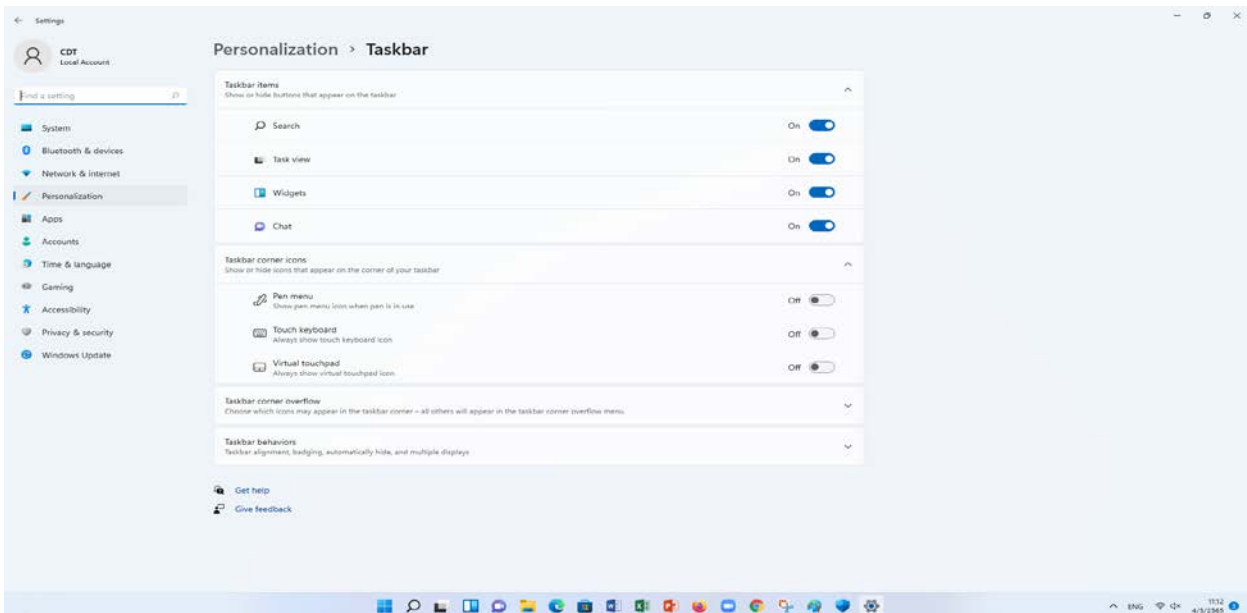 Settings
CDT
Local Account
Find a setting
System
Bluetooth & devices
Network & internet
Personalization
Apps
Accounts
Time & language
Gaming
Accessibility
Privacy & security
Windows Update
Personalization > Taskbar
Taskbar items
Show or hide buttons that appear on the taskbar
Search On
Task view On
Widgets On
Chat On
Taskbar corner icons
Show or hide icons that appear on the corner of your taskbar
Pen menu
Show pen menu icon when pen is in use
Off
Touch keyboard
Always show touch keyboard icon
Off
Virtual touchpad
Always show virtual touchpad icon
Off
Taskbar corner overflow
Choose which icons may appear in the taskbar corner – all others will appear in the taskbar corner overflow menu
Taskbar behaviors
Taskbar alignment, badging, automatically hide, and multiple displays
Get help
Give feedback
ENG
11:52
4/5/2565